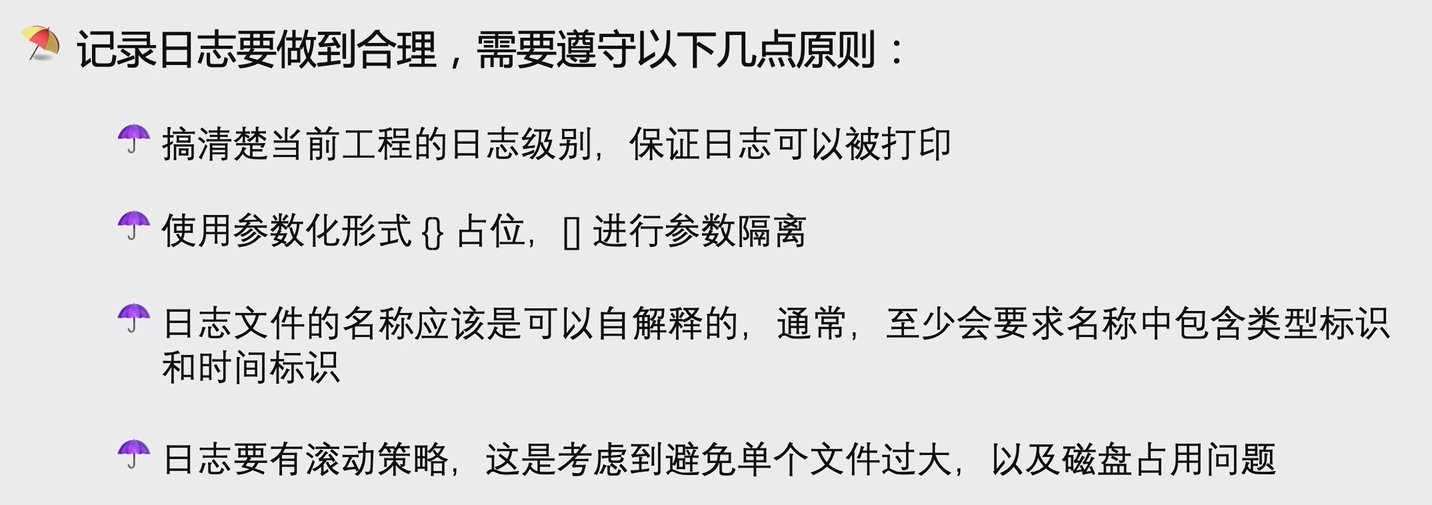 记录日志要做到合理，需要遵守以下几点原则：
搞清楚当前工程的日志级别，保证日志可以被打印
使用参数化形式 {} 占位，[] 进行参数隔离
日志文件的名称应该是可以自解释的，通常，至少会要求名称中包含类型标识
和时间标识
日志要有滚动策略，这是考虑到避免单个文件过大，以及磁盘占用问题